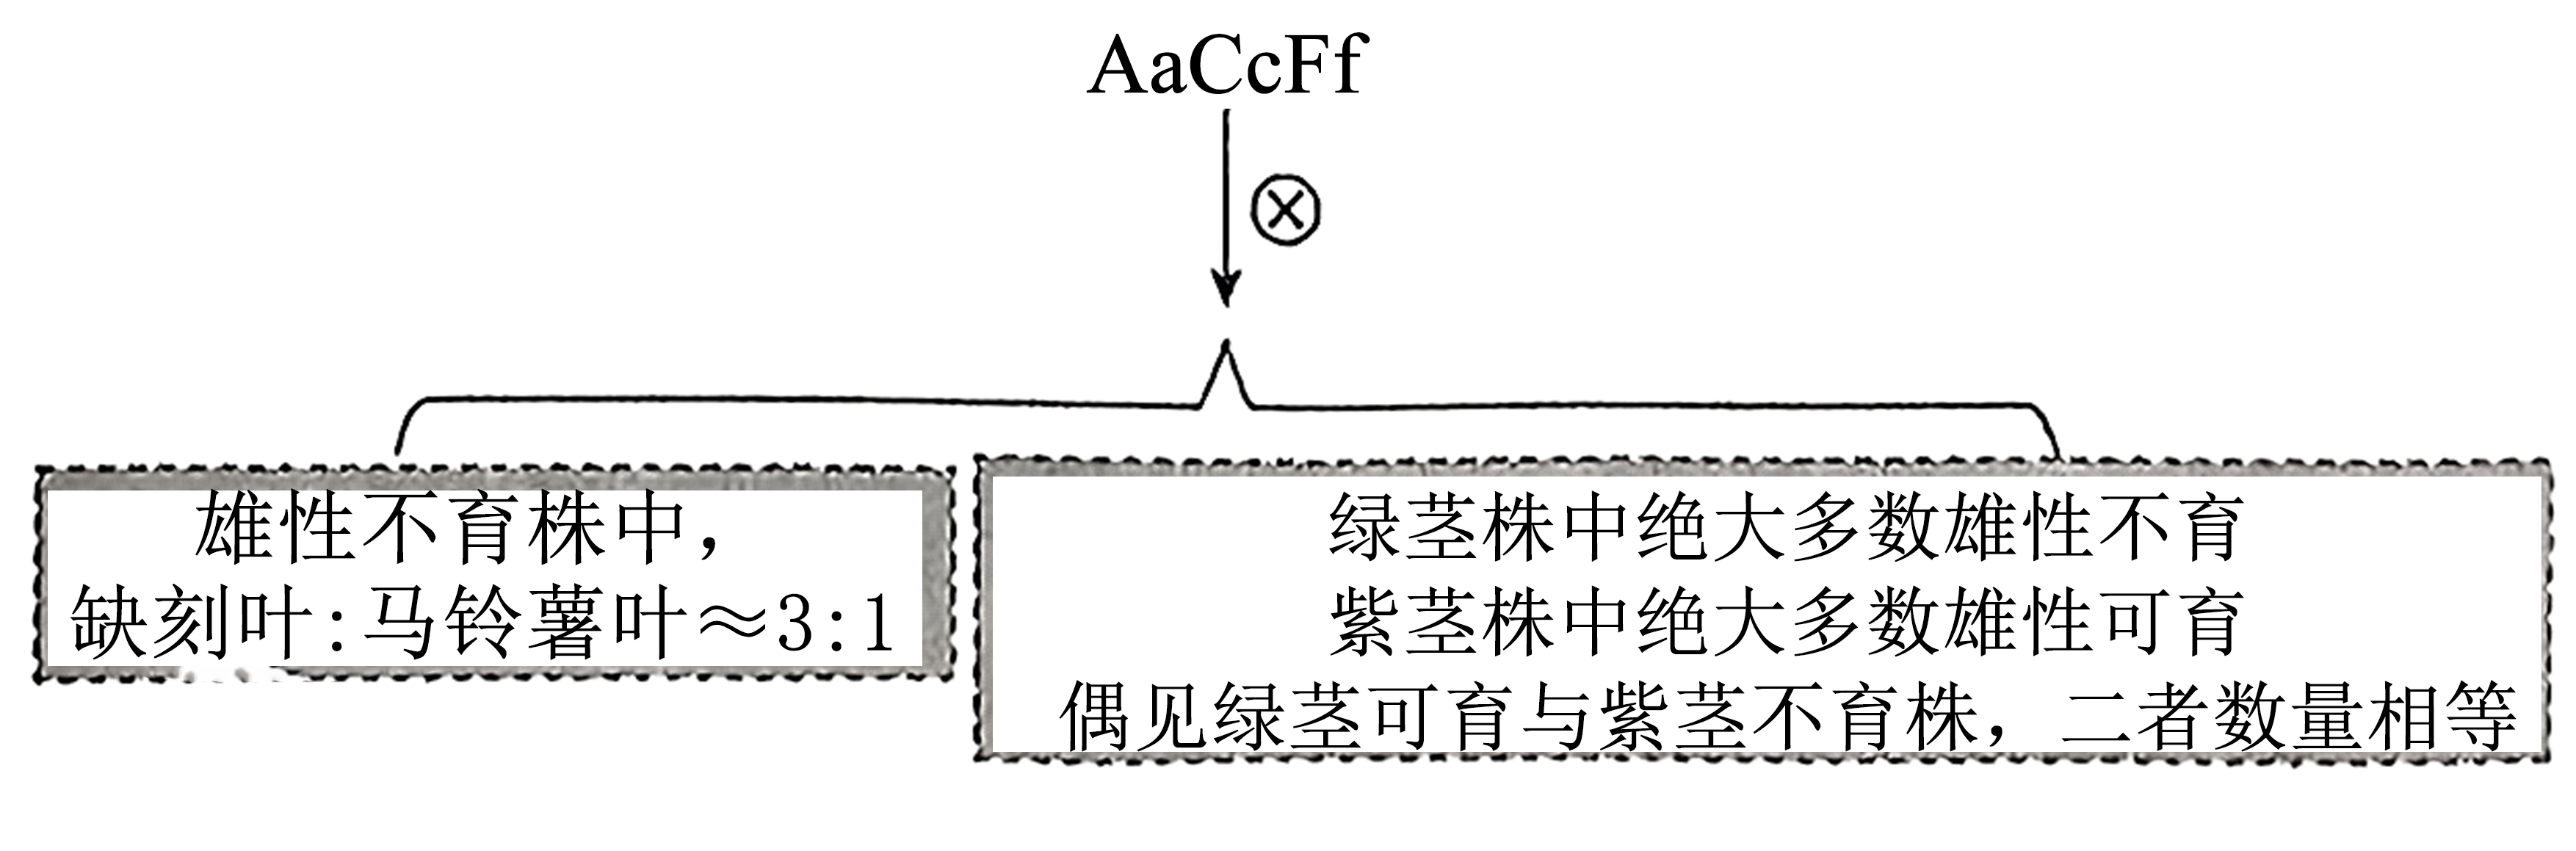 AaCcFf
雄性不育株中，
缺刻叶:马铃薯叶≈3:1
绿茎株中绝大多数雄性不育
紫茎株中绝大多数雄性可育
偶见绿茎可育与紫茎不育株，二者数量相等